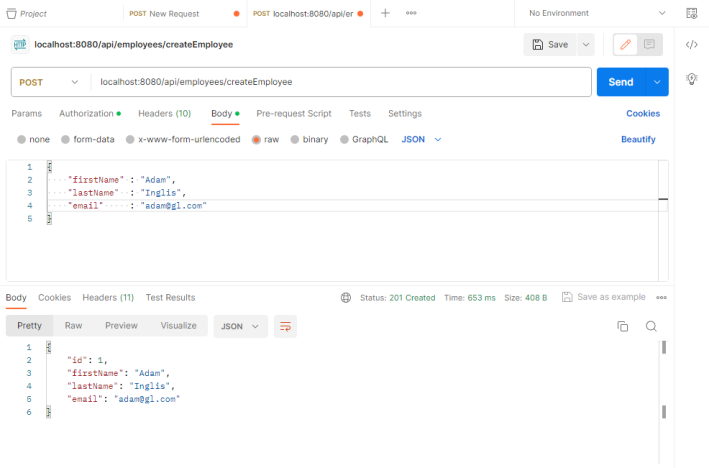 Project
POST New Request
POST localhost:8080/api/er
No Environment
HTTP localhost:8080/api/employees/createEmployee
Save
POST
localhost:8080/api/employees/createEmployee
Send
Params Authorization Headers (10) Body Pre-request Script Tests Settings Cookies
none form-data x-www-form-urlencoded raw binary GraphQL JSON Beautify
1 {
2 "firstName" : "Adam",
3 "lastName" : "Inglis",
4 "email" : "adam@gl.com"
5 }
Body Cookies Headers (11) Test Results Status: 201 Created Time: 653 ms Size: 408 B Save as example
Pretty Raw Preview Visualize JSON
1 {
2 "id": 1,
3 "firstName": "Adam",
4 "lastName": "Inglis",
5 "email": "adam@gl.com"
6 }